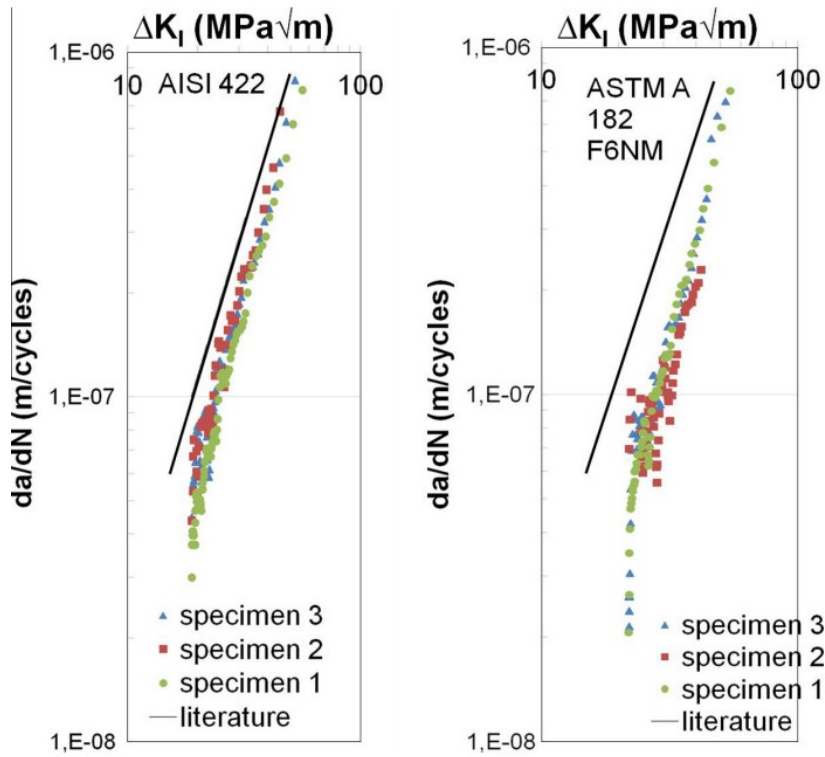 ΔK_I (MPa√m)
1,E-06
10
100
AISI 422
da/dN (m/cycles)
1,E-07
specimen 3
specimen 2
specimen 1
literature
1,E-08
ΔK_I (MPa√m)
1,E-06
10
100
ASTM A
182
F6NM
da/dN (m/cycles)
1,E-07
specimen 3
specimen 2
specimen 1
literature
1,E-08